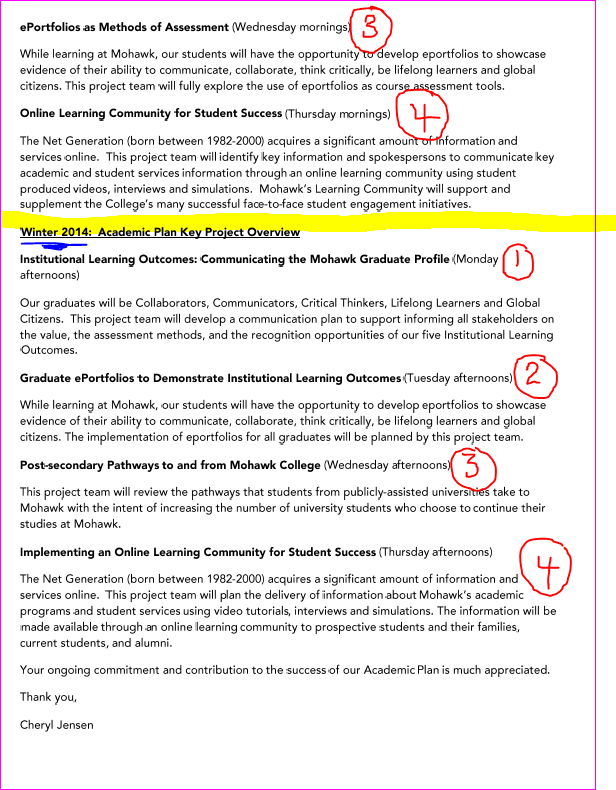 ePortfolios as Methods of Assessment (Wednesday mornings) 3
While learning at Mohawk, our students will have the opportunity to develop eportfolios to showcase
evidence of their ability to communicate, collaborate, think critically, be lifelong learners and global
citizens. This project team will fully explore the use of eportfolios as course assessment tools.
Online Learning Community for Student Success (Thursday mornings) 4
The Net Generation (born between 1982-2000) acquires a significant amount of information and
services online. This project team will identify key information and spokespersons to communicate key
academic and student services information through an online learning community using student
produced videos, interviews and simulations. Mohawk's Learning Community will support and
supplement the College's many successful face-to-face student engagement initiatives.
Winter 2014: Academic Plan Key Project Overview
Institutional Learning Outcomes: Communicating the Mohawk Graduate Profile (Monday 1
afternoons)
Our graduates will be Collaborators, Communicators, Critical Thinkers, Lifelong Learners and Global
Citizens. This project team will develop a communication plan to support informing all stakeholders on
the value, the assessment methods, and the recognition opportunities of our five Institutional Learning
Outcomes.
Graduate ePortfolios to Demonstrate Institutional Learning Outcomes (Tuesday afternoons) 2
While learning at Mohawk, our students will have the opportunity to develop eportfolios to showcase
evidence of their ability to communicate, collaborate, think critically, be lifelong learners and global
citizens. The implementation of eportfolios for all graduates will be planned by this project team.
Post-secondary Pathways to and from Mohawk College (Wednesday afternoons) 3
This project team will review the pathways that students from publicly-assisted universities take to
Mohawk with the intent of increasing the number of university students who choose to continue their
studies at Mohawk.
Implementing an Online Learning Community for Student Success (Thursday afternoons) 4
The Net Generation (born between 1982-2000) acquires a significant amount of information and
services online. This project team will plan the delivery of information about Mohawk's academic
programs and student services using video tutorials, interviews and simulations. The information will be
made available through an online learning community to prospective students and their families,
current students, and alumni.
Your ongoing commitment and contribution to the success of our Academic Plan is much appreciated.
Thank you,
Cheryl Jensen